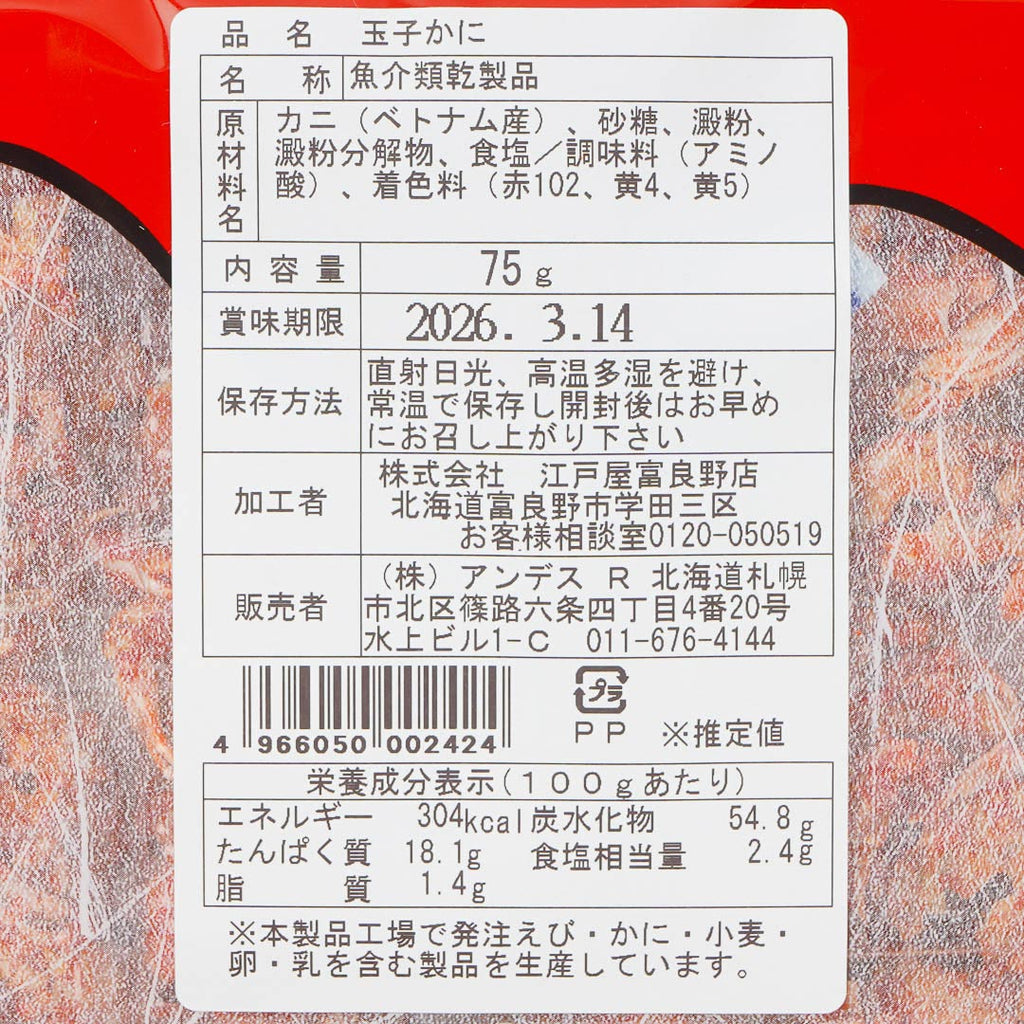 品名 玉子かに
名称 魚介類乾製品
原材料名 カニ（ベトナム産）、砂糖、澱粉、
澱粉分解物、食塩／調味料（アミノ
酸）、着色料（赤102、黄4、黄5）
内容量 75g
賞味期限 2026. 3.14
保存方法 直射日光、高温多湿を避け、
常温で保存し開封後はお早め
にお召し上がり下さい
加工者 株式会社 江戸屋富良野店
北海道富良野市学田三区
お客様相談室0120-050519
販売者 （株）アンデス R 北海道札幌
市北区篠路六条四丁目4番20号
水上ビル1-C 011-676-4144
プラ
PP ※推定値
4 966050 002424
栄養成分表示(100gあたり)
エネルギー 304kcal 炭水化物 54.8g
たんぱく質 18.1g 食塩相当量 2.4g
脂質 1.4g
※本製品工場で発注えび・かに・小麦・
卵・乳を含む製品を生産しています。